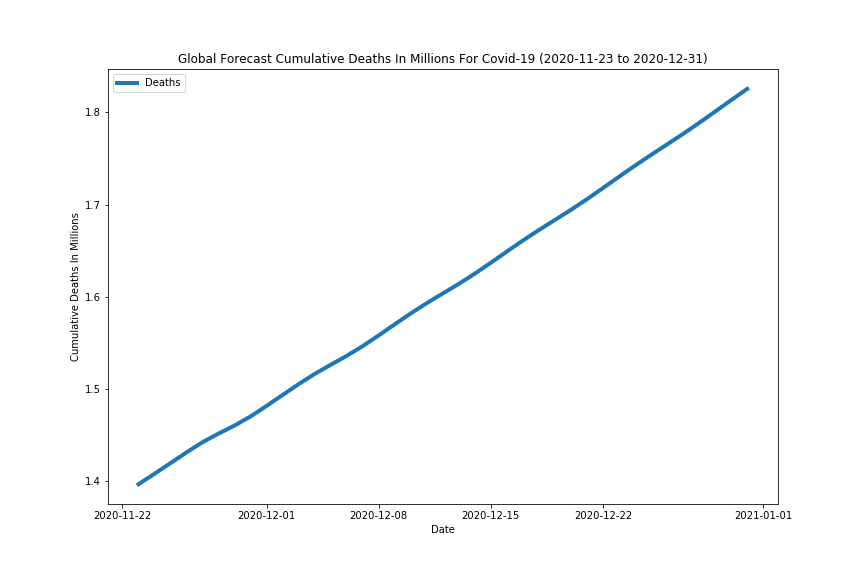 Global Forecast Cumulative Deaths In Millions For Covid-19 (2020-11-23 to 2020-12-31)
Deaths
Cumulative Deaths In Millions
1.8
1.7
1.6
1.5
1.4
2020-11-22
2020-12-01
2020-12-08
2020-12-15
2020-12-22
2021-01-01
Date